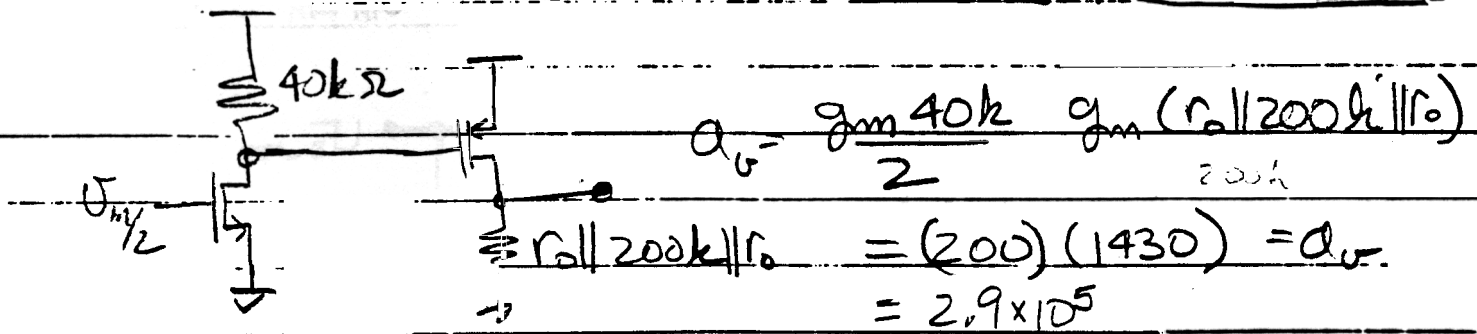 40kΩ
a_v = g_m 40k / 2 g_m (r_o||200k||r_o)
200k
v_in/2
r_o||200k||r_o = (200)(1430) = a_v.
= 2.9×10^5